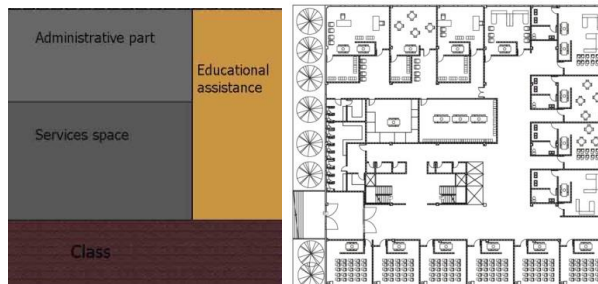 Administrative part
Educational
assistance
Services space
Class